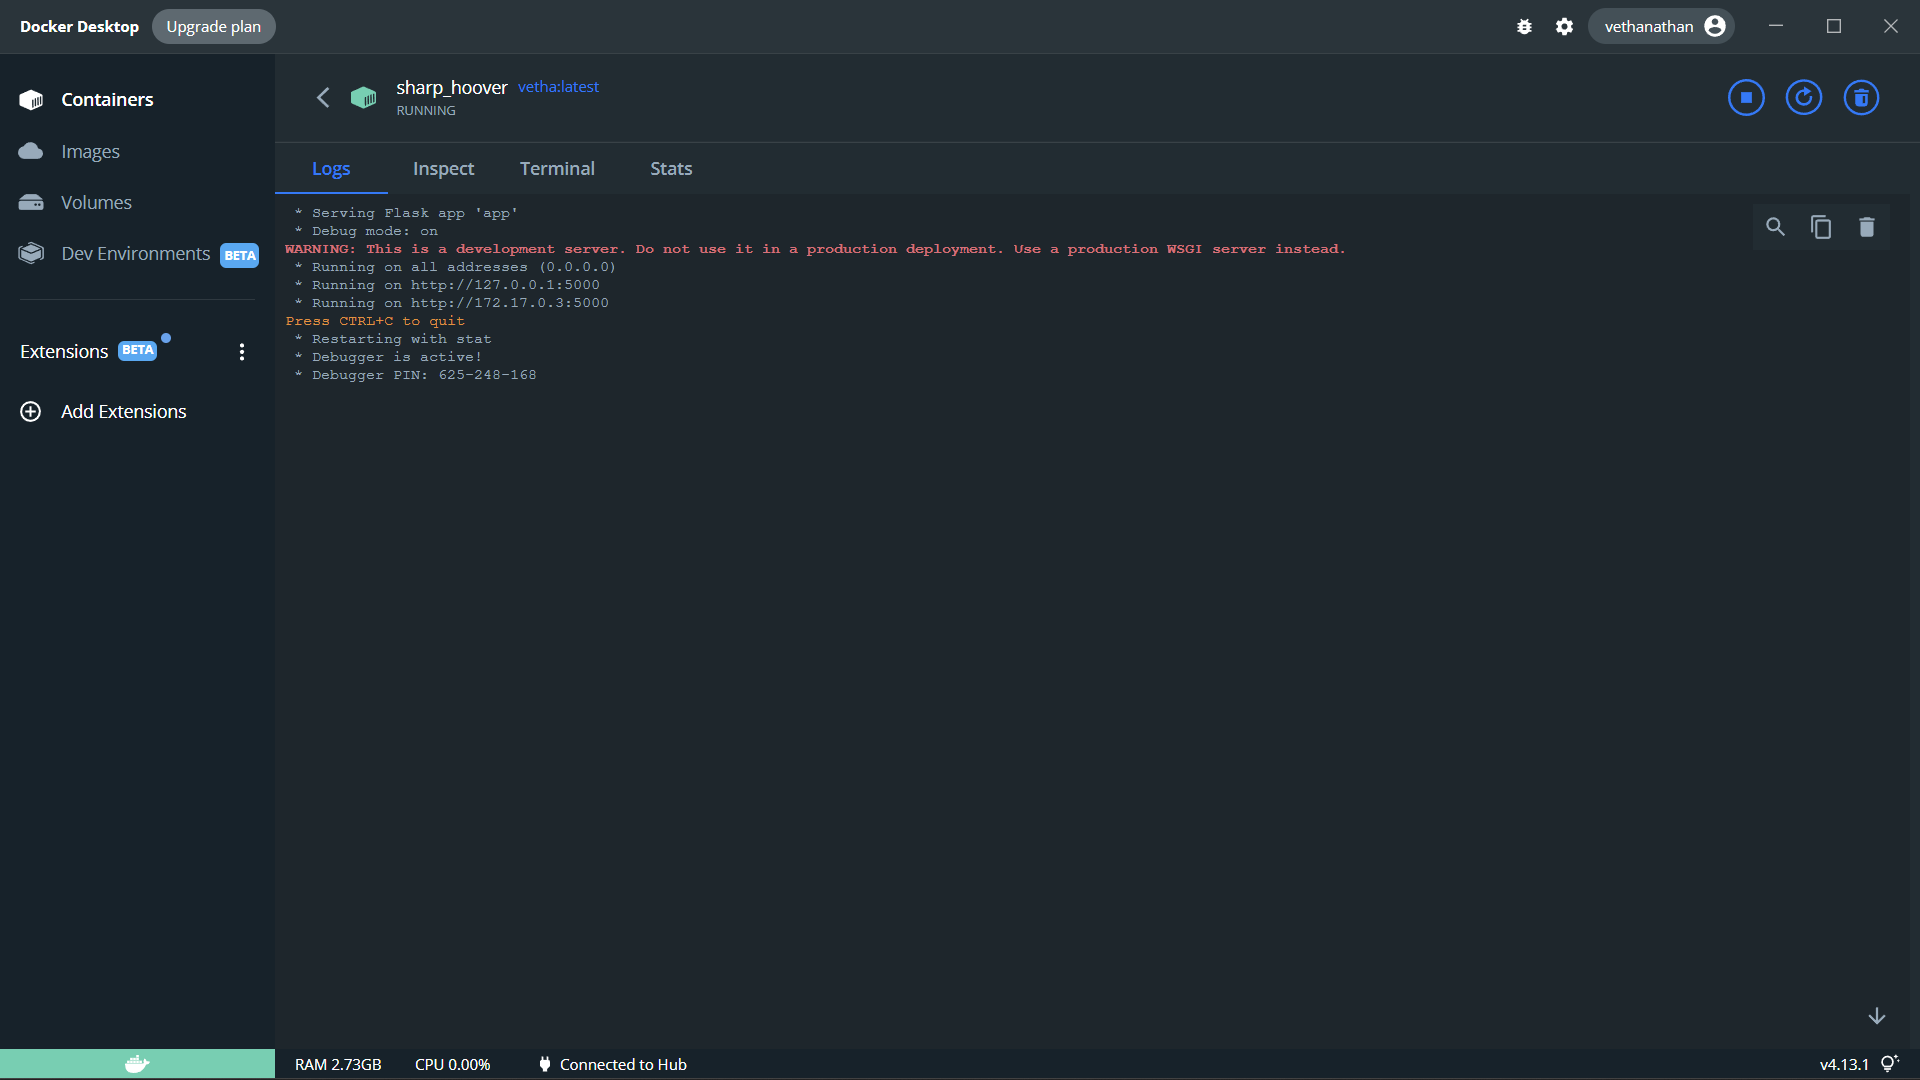 Docker Desktop Upgrade plan vethanathan
Containers
Images
Volumes
Dev Environments BETA
Extensions BETA
Add Extensions
sharp_hoover vetha:latest
RUNNING
Logs Inspect Terminal Stats
* Serving Flask app 'app'
* Debug mode: on
WARNING: This is a development server. Do not use it in a production deployment. Use a production WSGI server instead.
* Running on all addresses (0.0.0.0)
* Running on http://127.0.0.1:5000
* Running on http://172.17.0.3:5000
Press CTRL+C to quit
* Restarting with stat
* Debugger is active!
* Debugger PIN: 625-248-168
RAM 2.73GB CPU 0.00% Connected to Hub v4.13.1